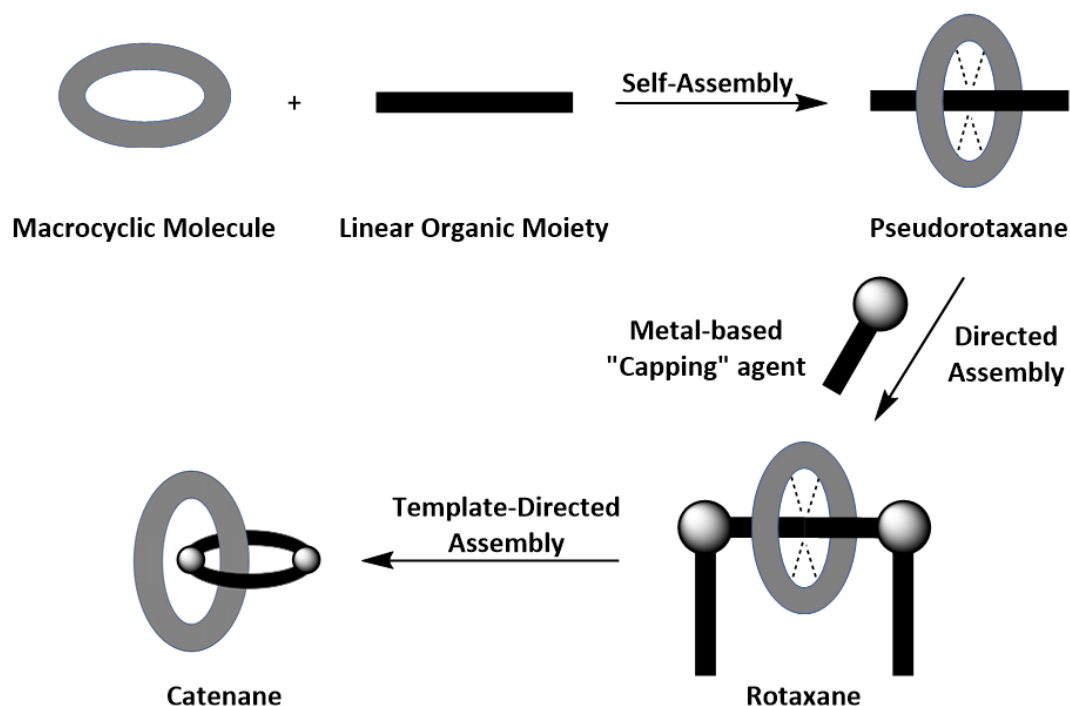 +
Self-Assembly
Macrocyclic Molecule
Linear Organic Moiety
Pseudorotaxane
Metal-based
"Capping" agent
Directed
Assembly
Template-Directed
Assembly
Catenane
Rotaxane